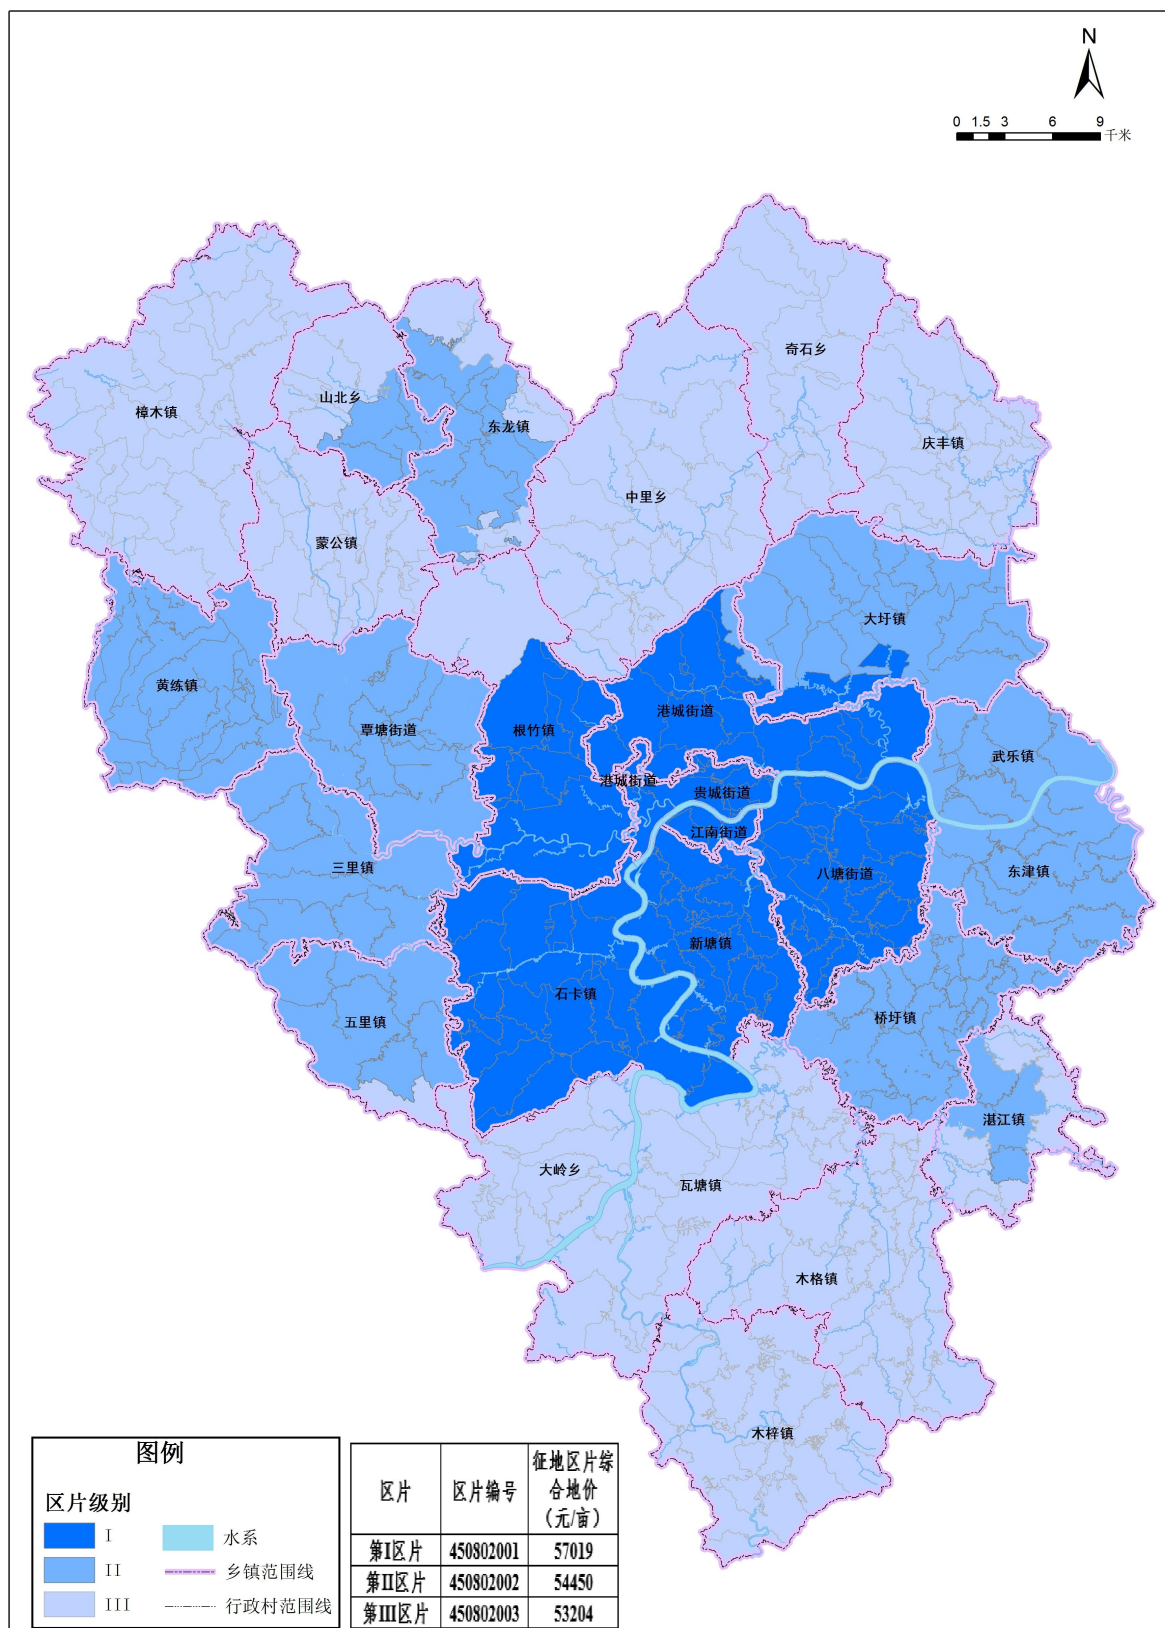 N
0 1.5 3 6 9
千米
奇石乡
山北乡
樟木镇
东龙镇
庆丰镇
中里乡
蒙公镇
大圩镇
黄练镇
港城街道
覃塘街道
根竹镇
武乐镇
港城街道
贵城街道
江南街道
三里镇
八塘街道
东津镇
新塘镇
石卡镇
五里镇
桥圩镇
湛江镇
大岭乡
瓦塘镇
木格镇
木梓镇
图例
区片级别
I
水系
II
乡镇范围线
III
行政村范围线
区片 区片编号 征地区片综
合地价
（元/亩）
第I区片 450802001 57019
第II区片 450802002 54450
第III区片 450802003 53204